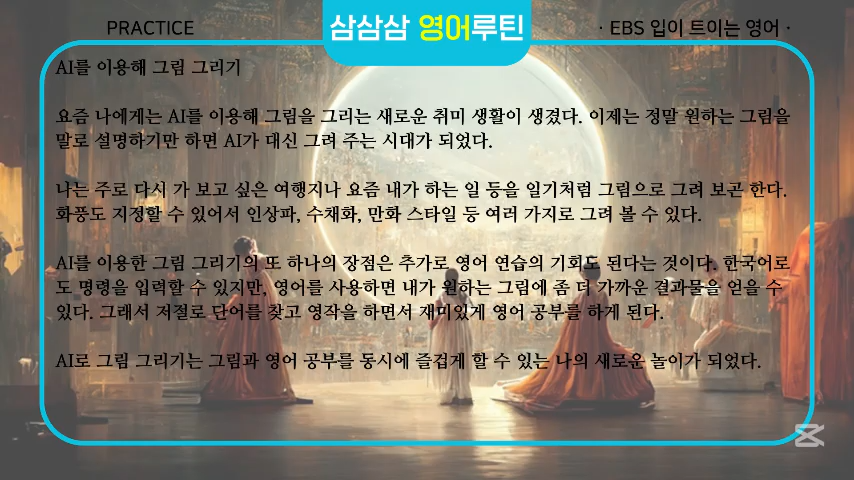 PRACTICE
삼삼삼 영어루틴
· EBS 입이 트이는 영어 ·
AI를 이용해 그림 그리기
요즘 나에게는 AI를 이용해 그림을 그리는 새로운 취미 생활이 생겼다. 이제는 정말 원하는 그림을
말로 설명하기만 하면 AI가 대신 그려 주는 시대가 되었다.
나는 주로 다시 가 보고 싶은 여행지나 요즘 내가 하는 일 등을 일기처럼 그림으로 그려 보곤 한다.
화풍도 지정할 수 있어서 인상파, 수채화, 만화 스타일 등 여러 가지로 그려 볼 수 있다.
AI를 이용한 그림 그리기의 또 하나의 장점은 추가로 영어 연습의 기회도 된다는 것이다. 한국어로
도 명령을 입력할 수 있지만, 영어를 사용하면 내가 원하는 그림에 좀 더 가까운 결과물을 얻을 수
있다. 그래서 저절로 단어를 찾고 영작을 하면서 재미있게 영어 공부를 하게 된다.
AI로 그림 그리기는 그림과 영어 공부를 동시에 즐겁게 할 수 있는 나의 새로운 놀이가 되었다.